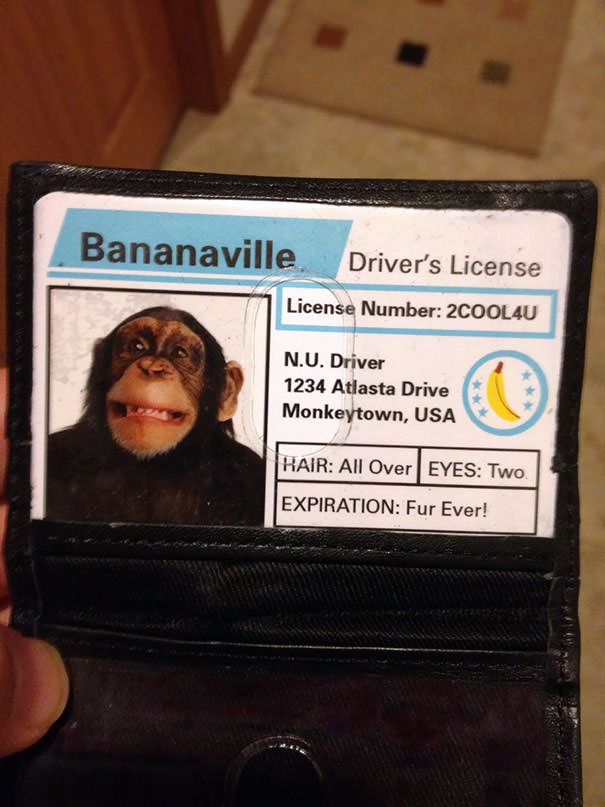 Bananaville
Driver's License
License Number: 2COOL4U
N.U. Driver
1234 Atlasta Drive
Monkeytown, USA
HAIR: All Over
EYES: Two
EXPIRATION: Fur Ever!